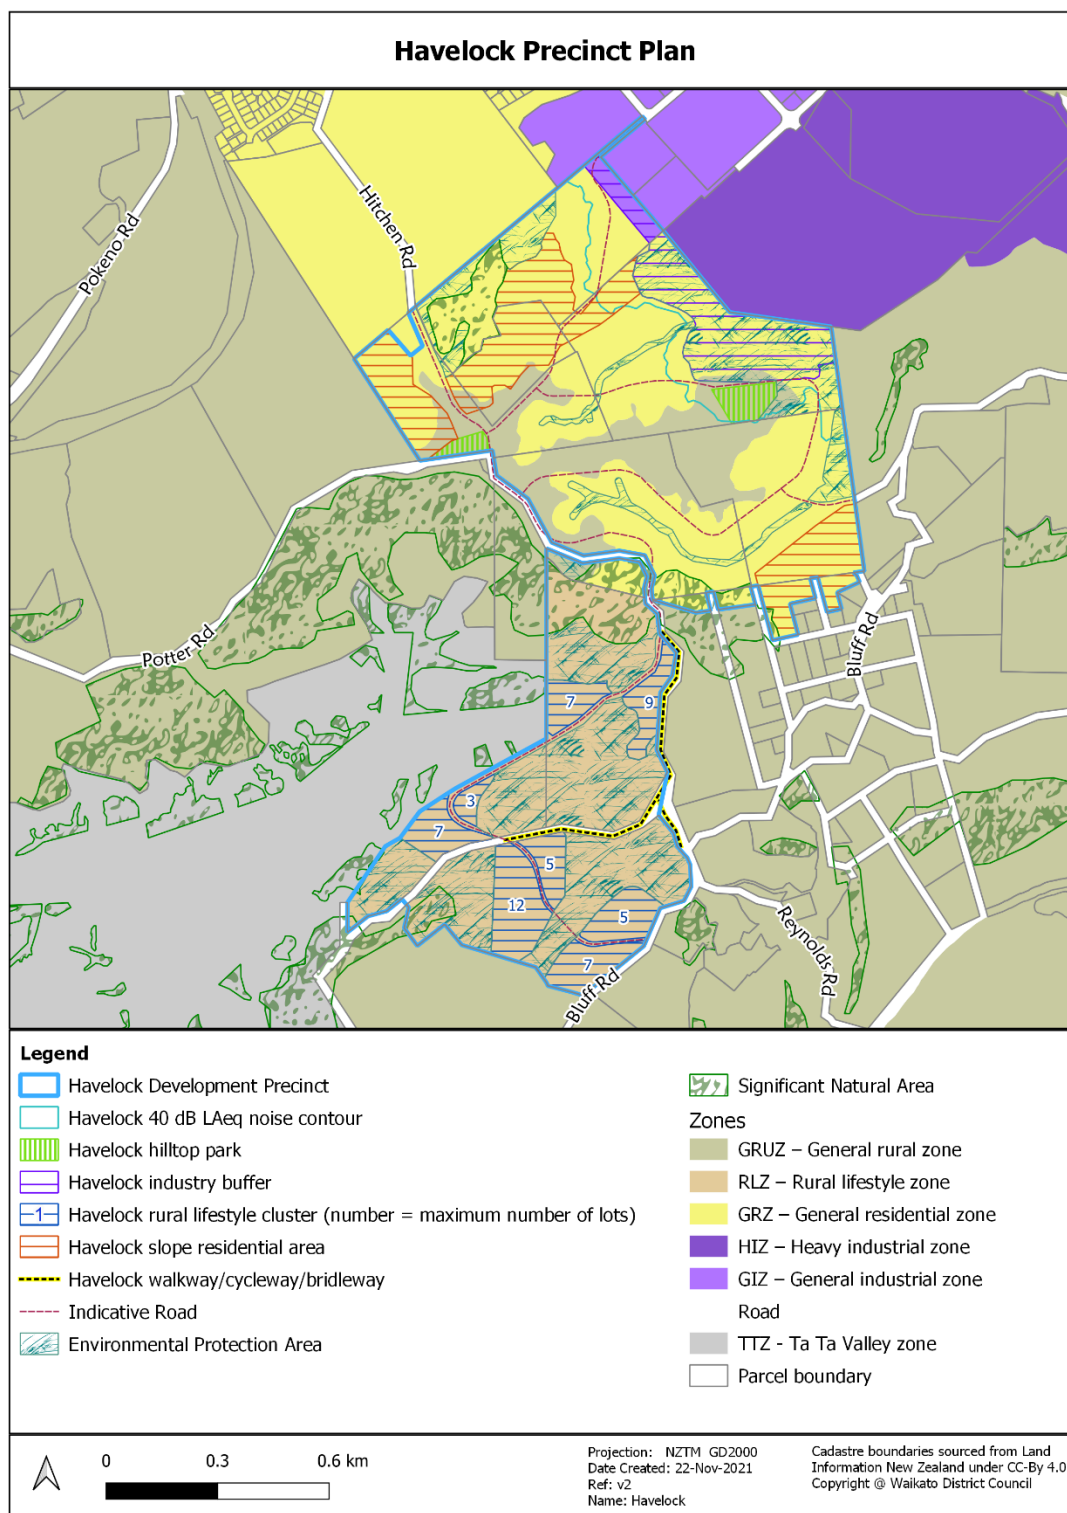 Havelock Precinct Plan
Pokeno Rd
Hitchen Rd
Potter Rd
Bluff Rd
7
9
3
7
5
12
5
7
Reynolds Rd
Bluff Rd
Legend
Havelock Development Precinct
Havelock 40 dB LAeq noise contour
Havelock hilltop park
Havelock industry buffer
1 Havelock rural lifestyle cluster (number = maximum number of lots)
Havelock slope residential area
Havelock walkway/cycleway/bridleway
Indicative Road
Environmental Protection Area
Significant Natural Area
Zones
GRUZ – General rural zone
RLZ – Rural lifestyle zone
GRZ – General residential zone
HIZ – Heavy industrial zone
GIZ – General industrial zone
Road
TTZ - Ta Ta Valley zone
Parcel boundary
0 0.3 0.6 km
Projection: NZTM GD2000
Date Created: 22-Nov-2021
Ref: v2
Name: Havelock
Cadastre boundaries sourced from Land
Information New Zealand under CC-By 4.0
Copyright @ Waikato District Council